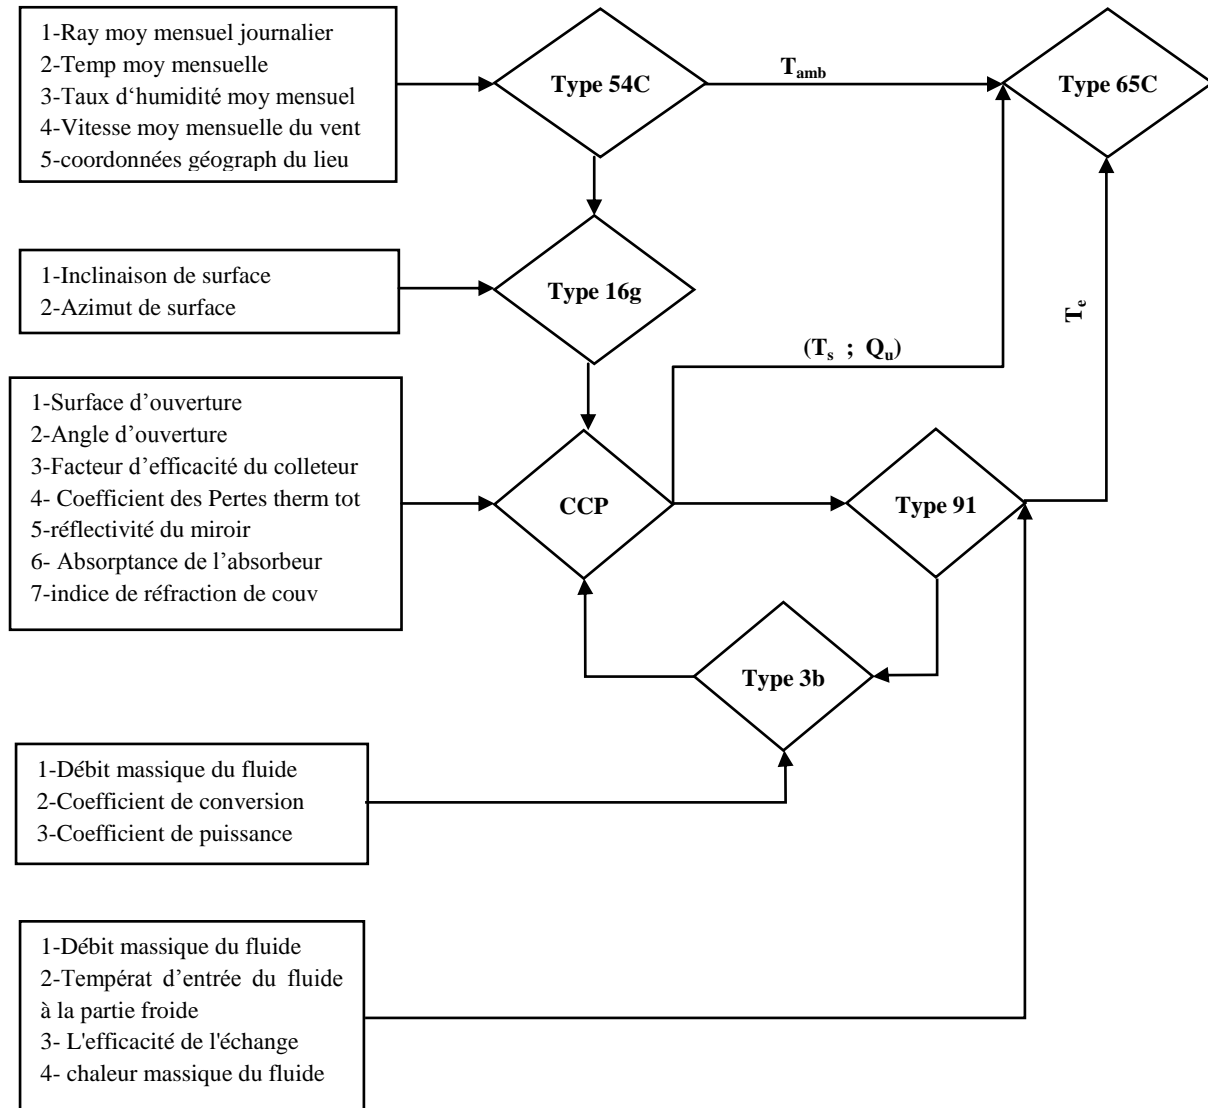 1-Ray moy mensuel journalier
2-Temp moy mensuelle
3-Taux d‘humidité moy mensuel
4-Vitesse moy mensuelle du vent
5-coordonnées géograph du lieu
Type 54C
T_amb
Type 65C
1-Inclinaison de surface
2-Azimut de surface
Type 16g
T_e
(T_s ; Q_u)
1-Surface d’ouverture
2-Angle d’ouverture
3-Facteur d’efficacité du colleteur
4- Coefficient des Pertes therm tot
5-réflectivité du miroir
6- Absorptance de l’absorbeur
7-indice de réfraction de couv
CCP
Type 91
Type 3b
1-Débit massique du fluide
2-Coefficient de conversion
3-Coefficient de puissance
1-Débit massique du fluide
2-Températ d’entrée du fluide
à la partie froide
3- L'efficacité de l'échange
4- chaleur massique du fluide